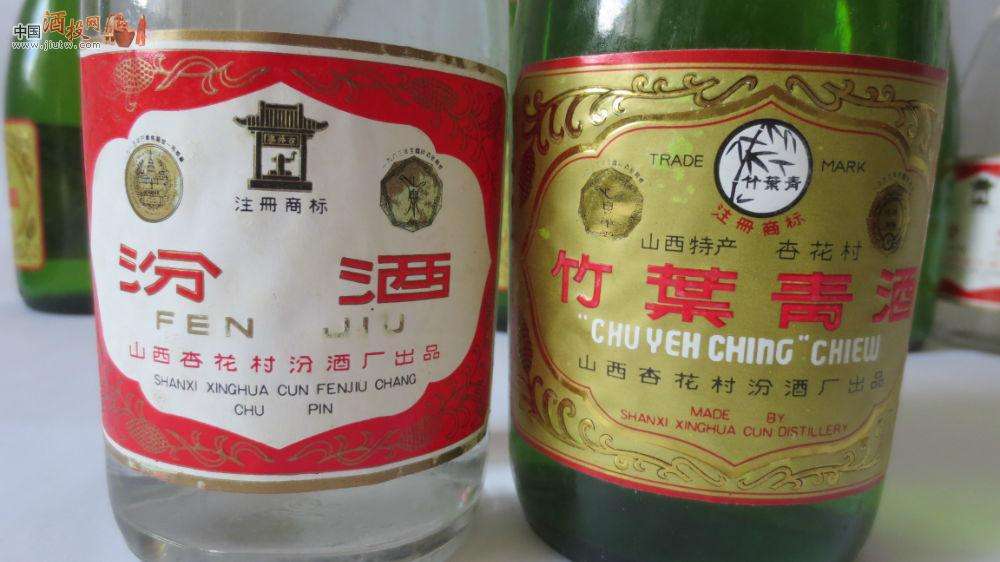 中国酒投网
www.jiutw.com
注冊商标
汾酒
FEN JIU
山西杏花村汾酒厂出品
SHANXI XINGHUA CUN FENJIU CHANG
CHU PIN
TRADE MARK
竹葉青
注冊商标
山西特产 杏花村
竹葉青酒
"CHU YEH CHING" CHIEW
山西杏花村汾酒厂出品
MADE BY
SHANXI XINGHUA CUN DISTILLERY